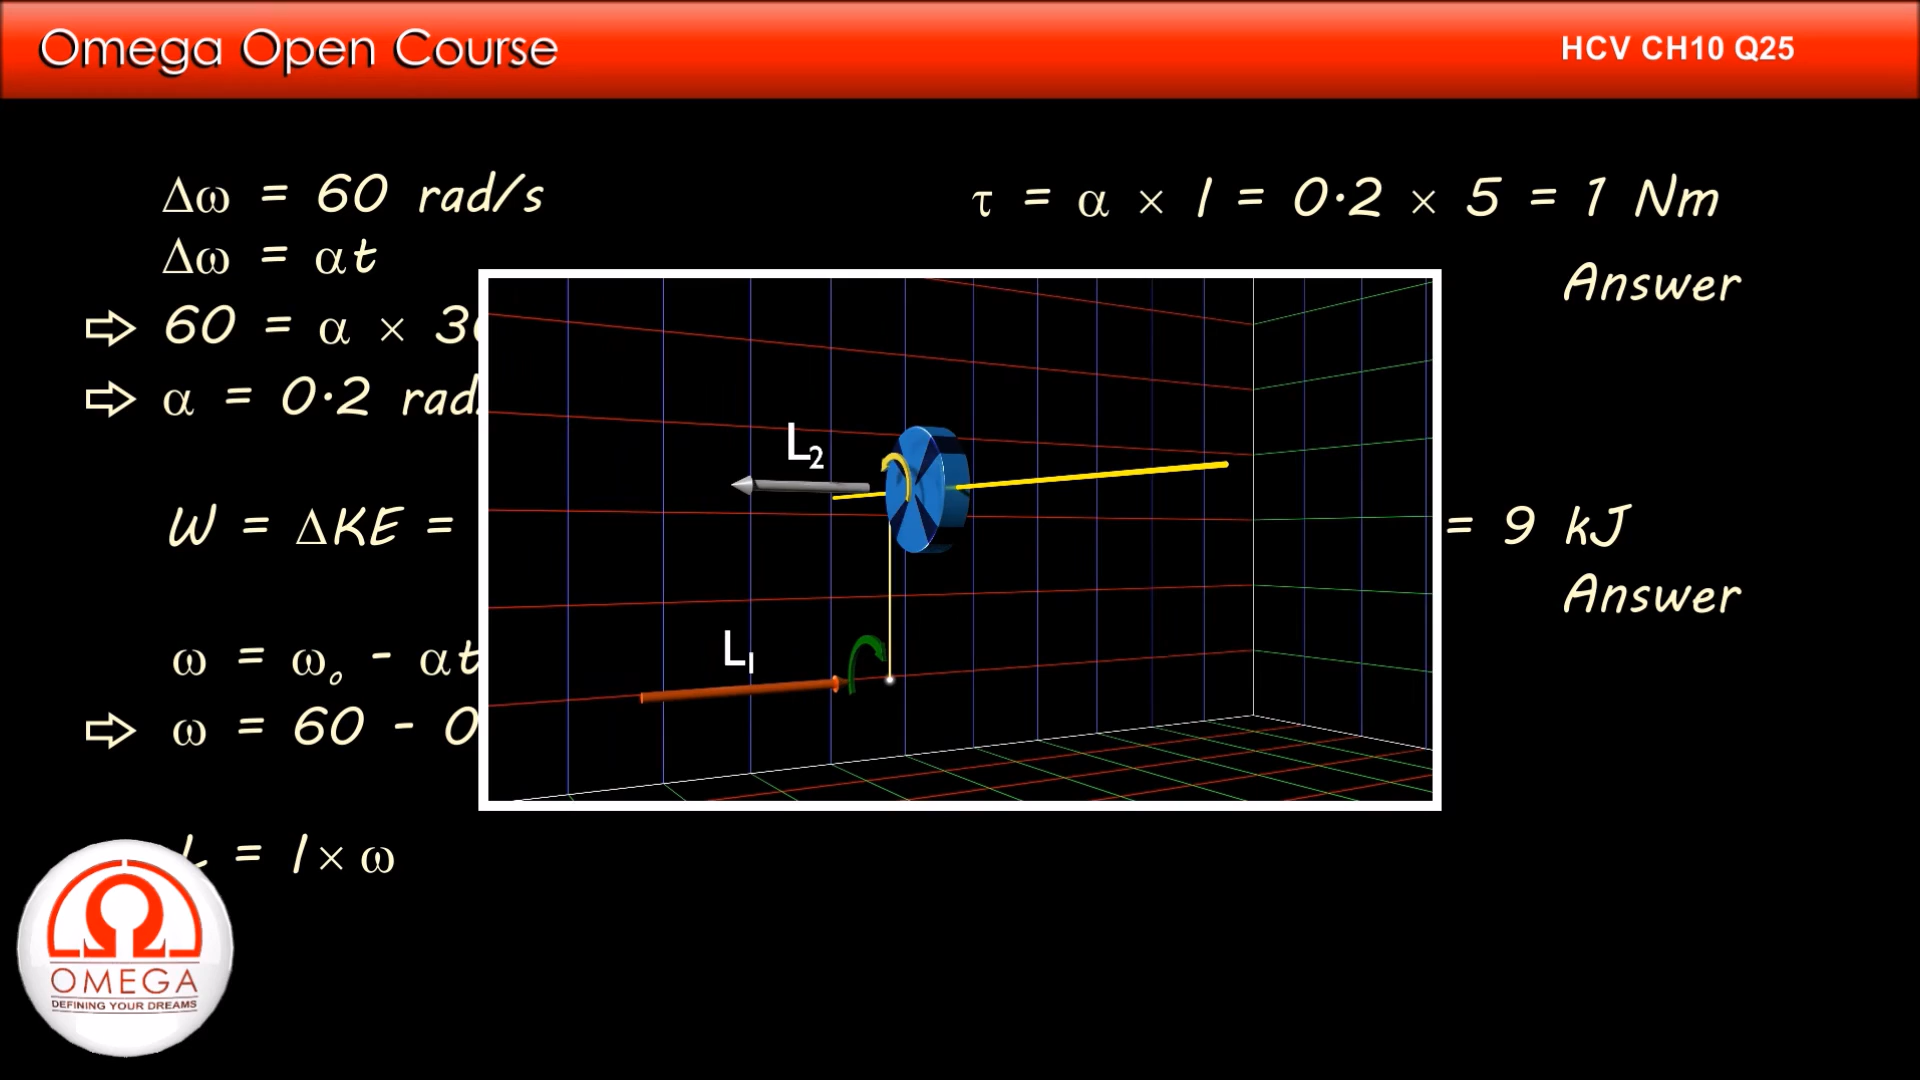 Omega Open Course
HCV CH10 Q25
Δω = 60 rad/s
Δω = αt
⇨ 60 = α × 3
⇨ α = 0·2 rad
τ = α × I = 0·2 × 5 = 1 Nm
Answer
W = ΔKE =
= 9 kJ
Answer
ω = ω₀ - αt
⇨ ω = 60 - 0
L = I × ω
L₂
L₁
OMEGA
DEFINING YOUR DREAMS